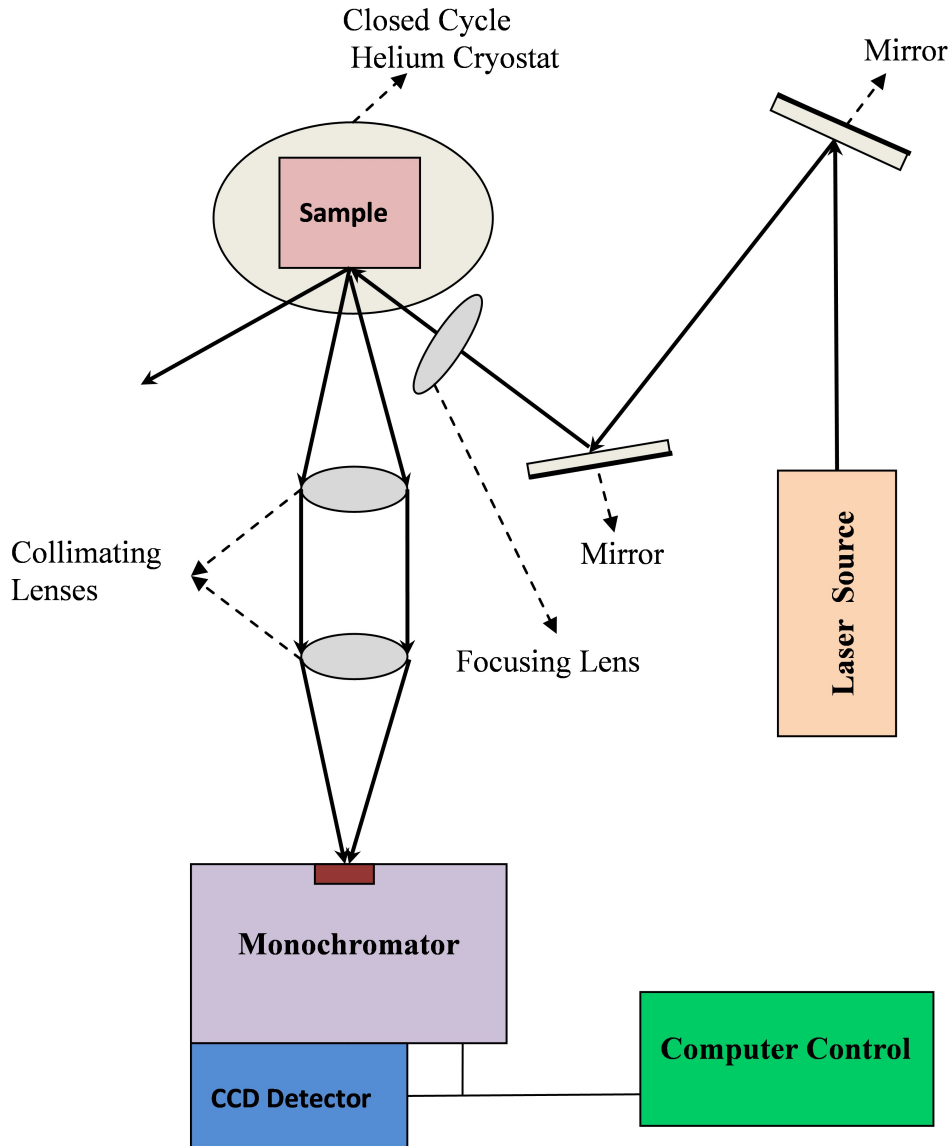 Closed Cycle
Helium Cryostat
Mirror
Sample
Collimating
Lenses
Mirror
Focusing Lens
Laser Source
Monochromator
CCD Detector
Computer Control